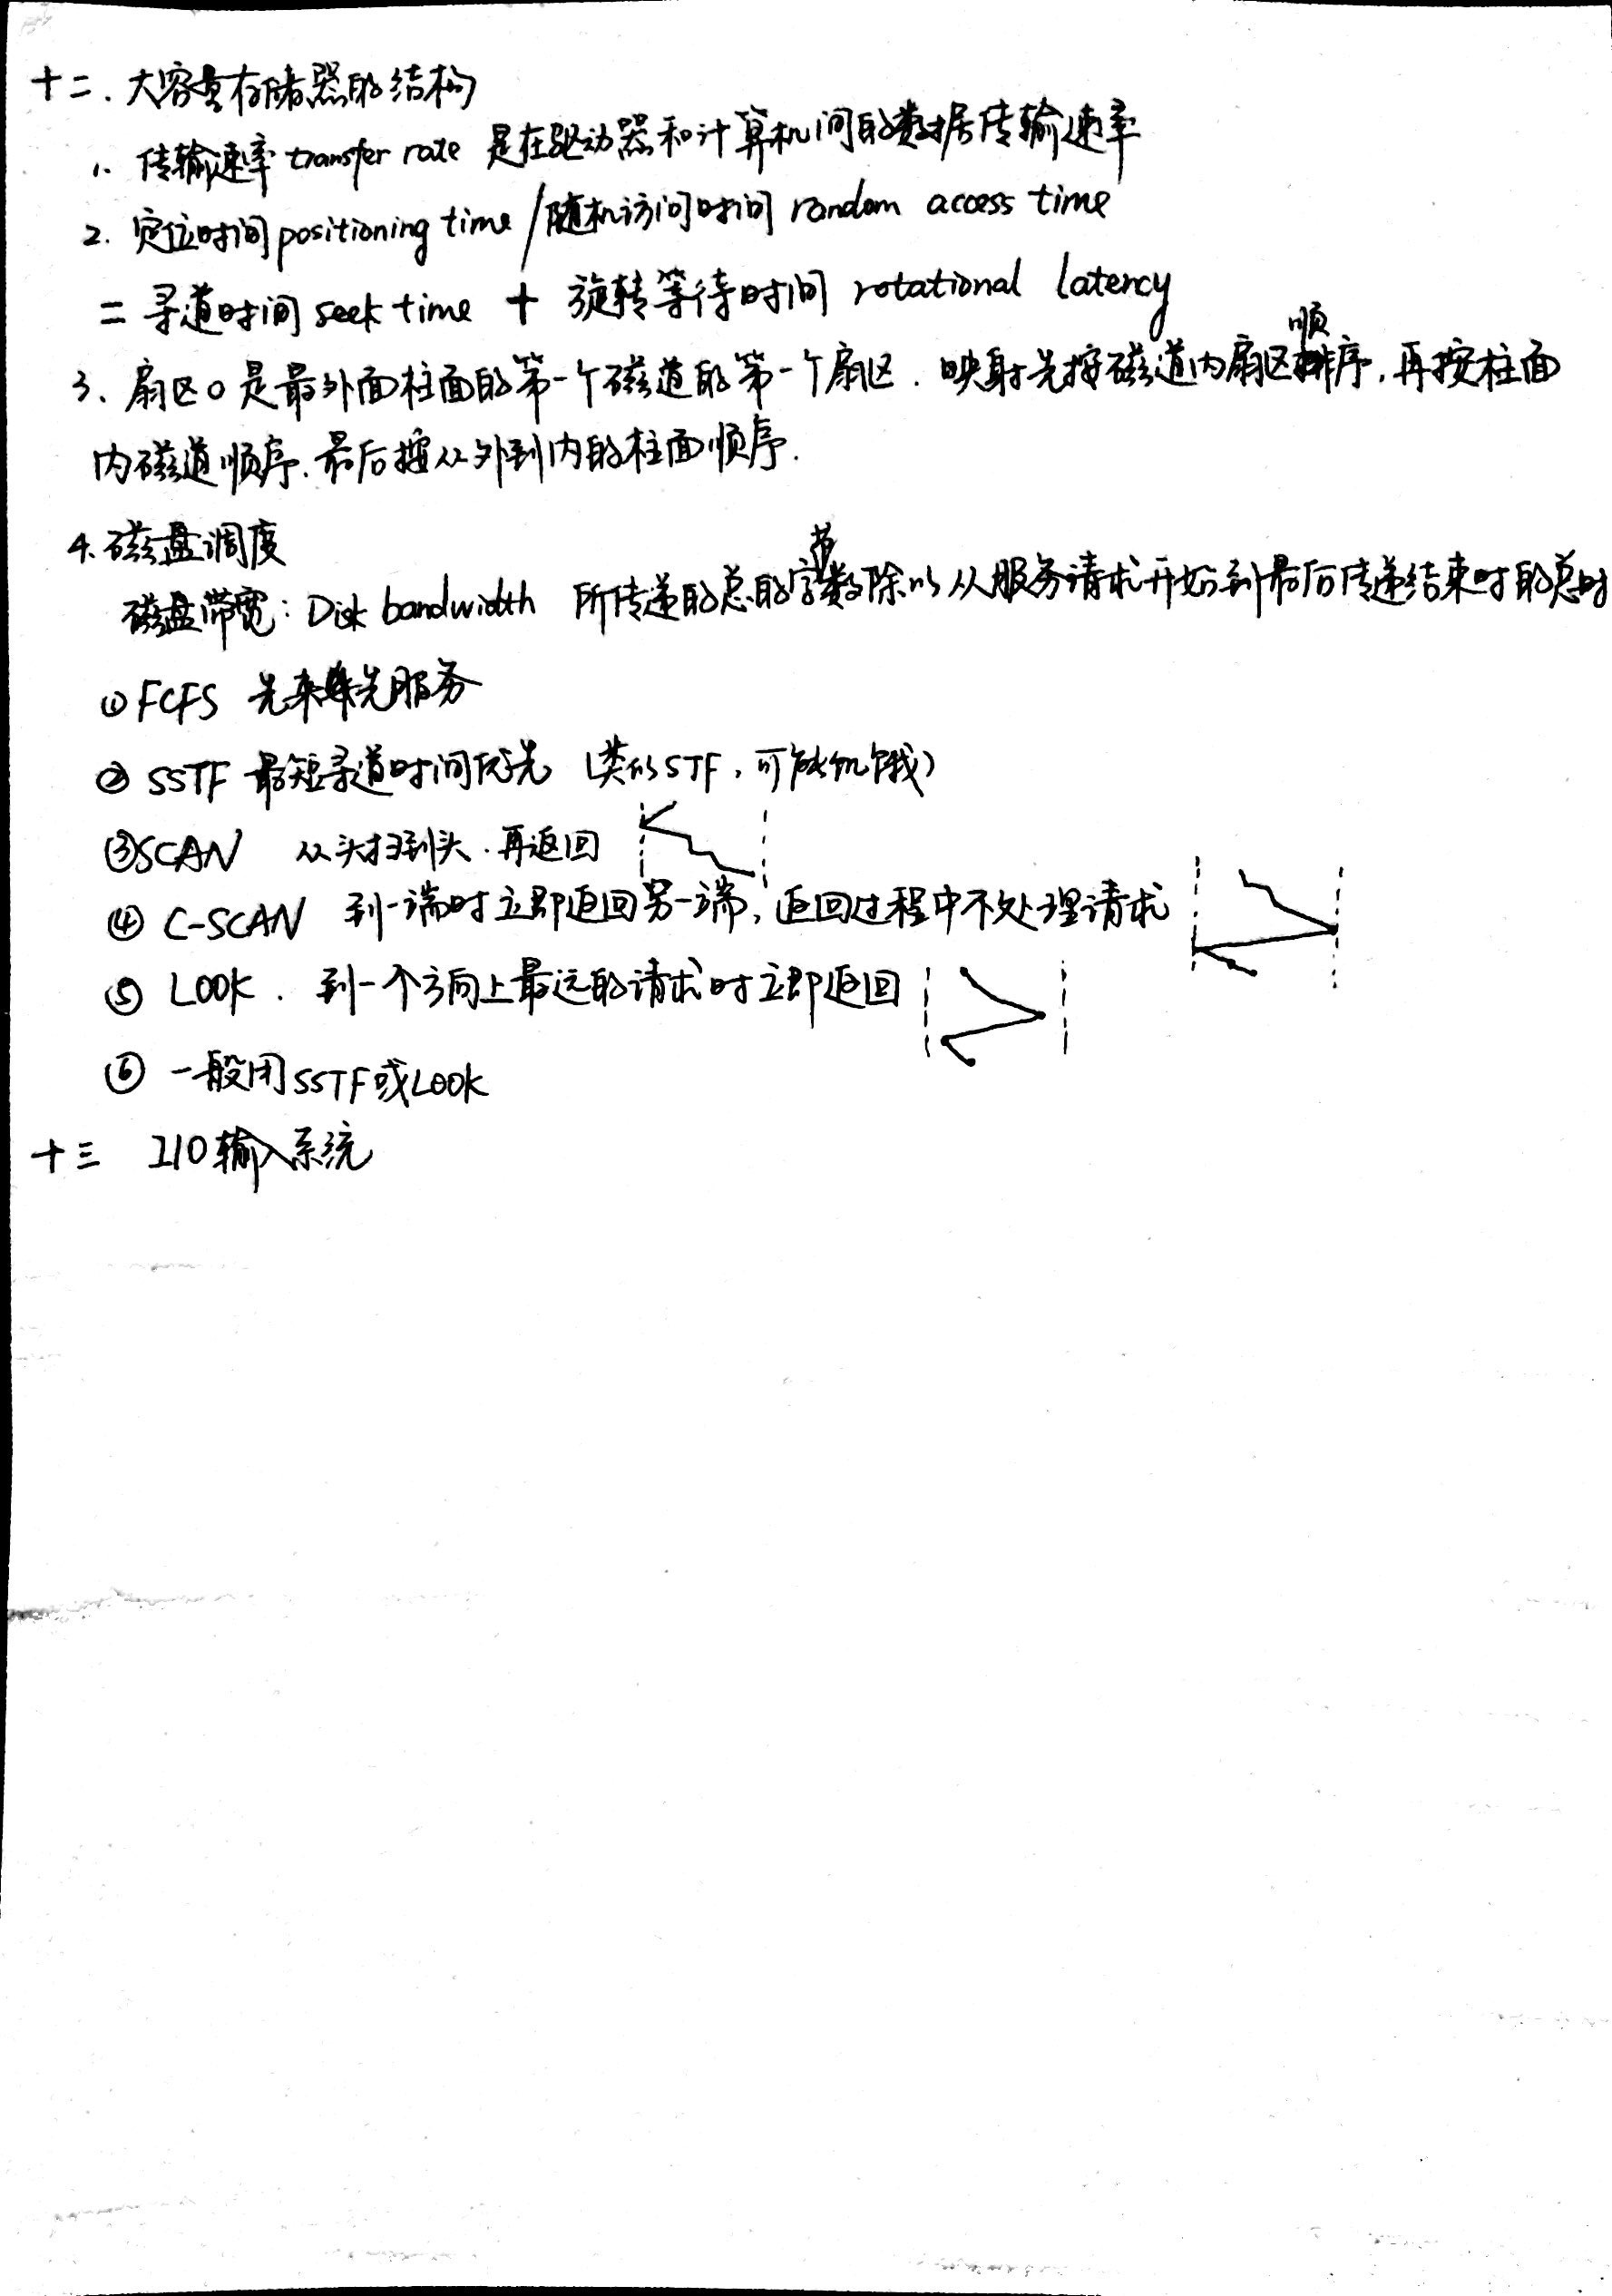 十二. 大容量存储器的结构
1. 传输速率 transfer rate 是在驱动器和计算机间的数据传输速率
2. 定位时间 positioning time / 随机访问时间 random access time
= 寻道时间 seek time + 旋转等待时间 rotational latency
3. 扇区0是最外面柱面的第一个磁道的第一个扇区. 映射先按磁道内扇区顺序, 再按柱面
内磁道顺序. 最后按从外到内的柱面顺序.
4. 磁盘调度
磁盘带宽: Disk bandwidth 所传递的总的字节数除以从服务请求开始到最后传递结束时的总时
① FCFS 先来先服务
② SSTF 最短寻道时间优先 (类似STF, 可能饥饿)
③ SCAN 从头扫到头. 再返回
④ C-SCAN 到一端时立即返回另一端, 返回过程中不处理请求
⑤ LOOK. 到一个方向上最远的请求时立即返回
⑥ 一般用SSTF或LOOK
十三 I/O输入系统